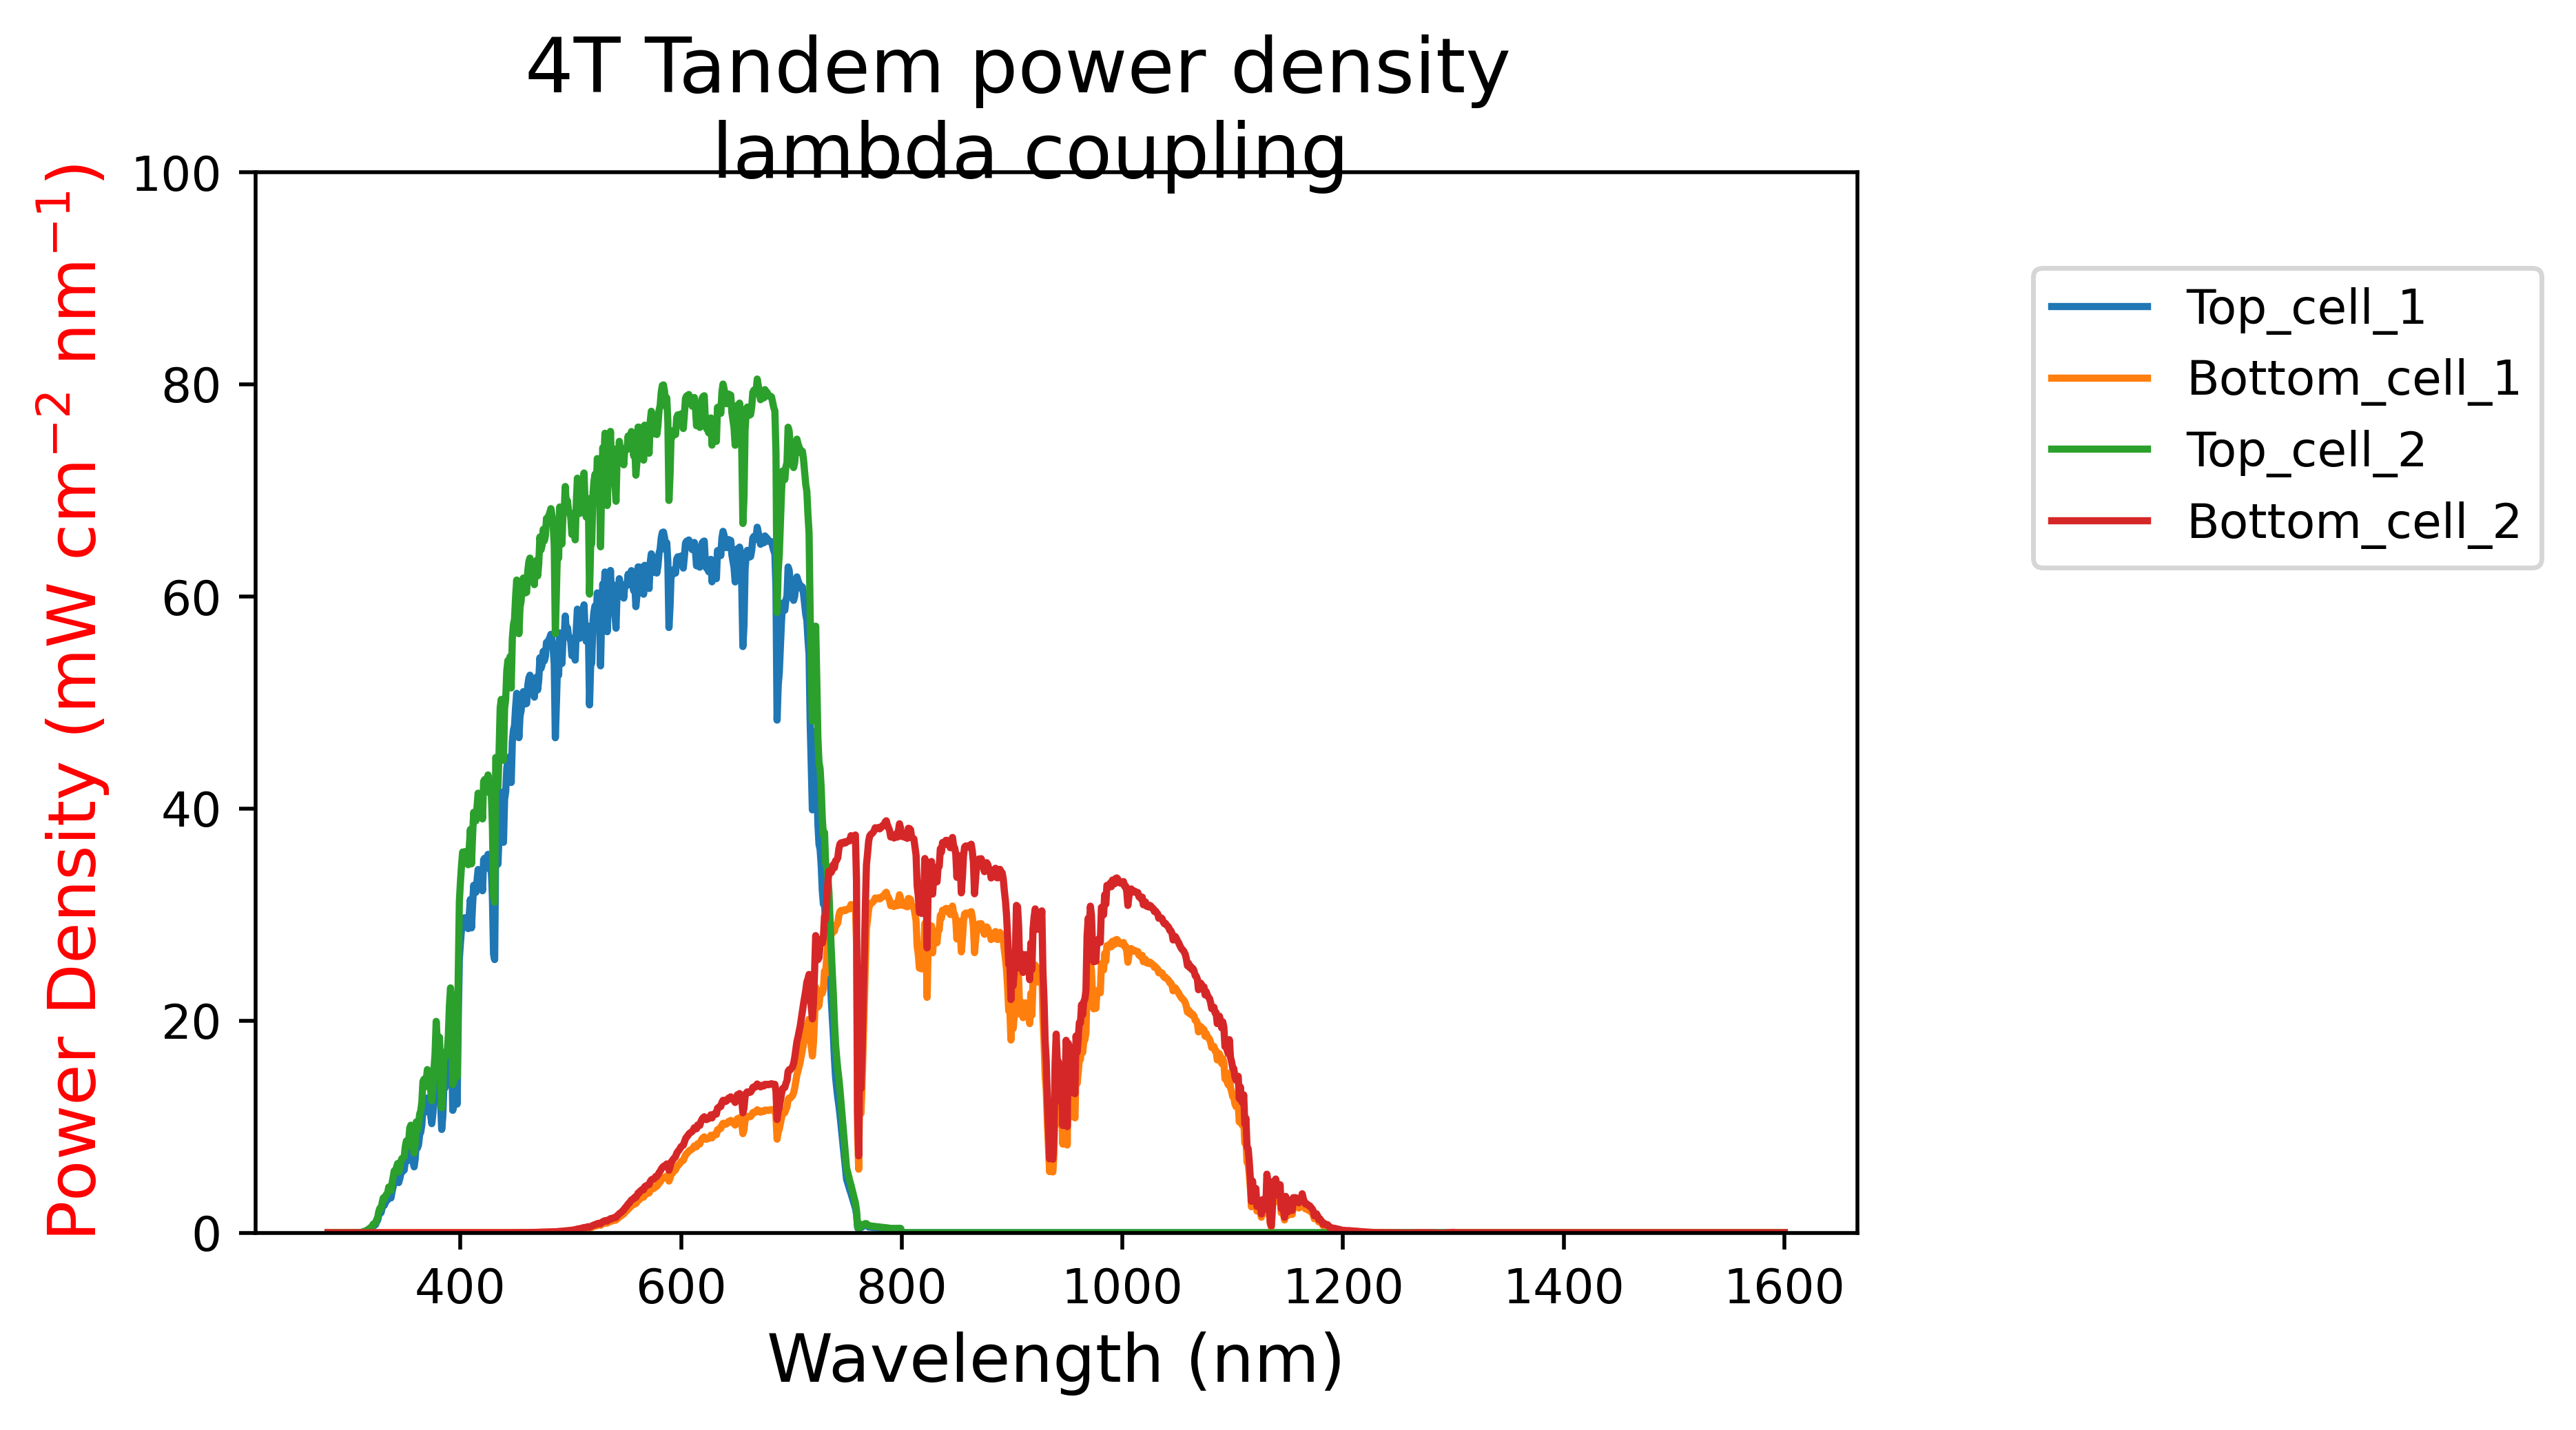 4T Tandem power density
lambda coupling
Power Density (mW cm⁻² nm⁻¹)
100
80
60
40
20
0
400 600 800 1000 1200 1400 1600
Wavelength (nm)
Top_cell_1
Bottom_cell_1
Top_cell_2
Bottom_cell_2